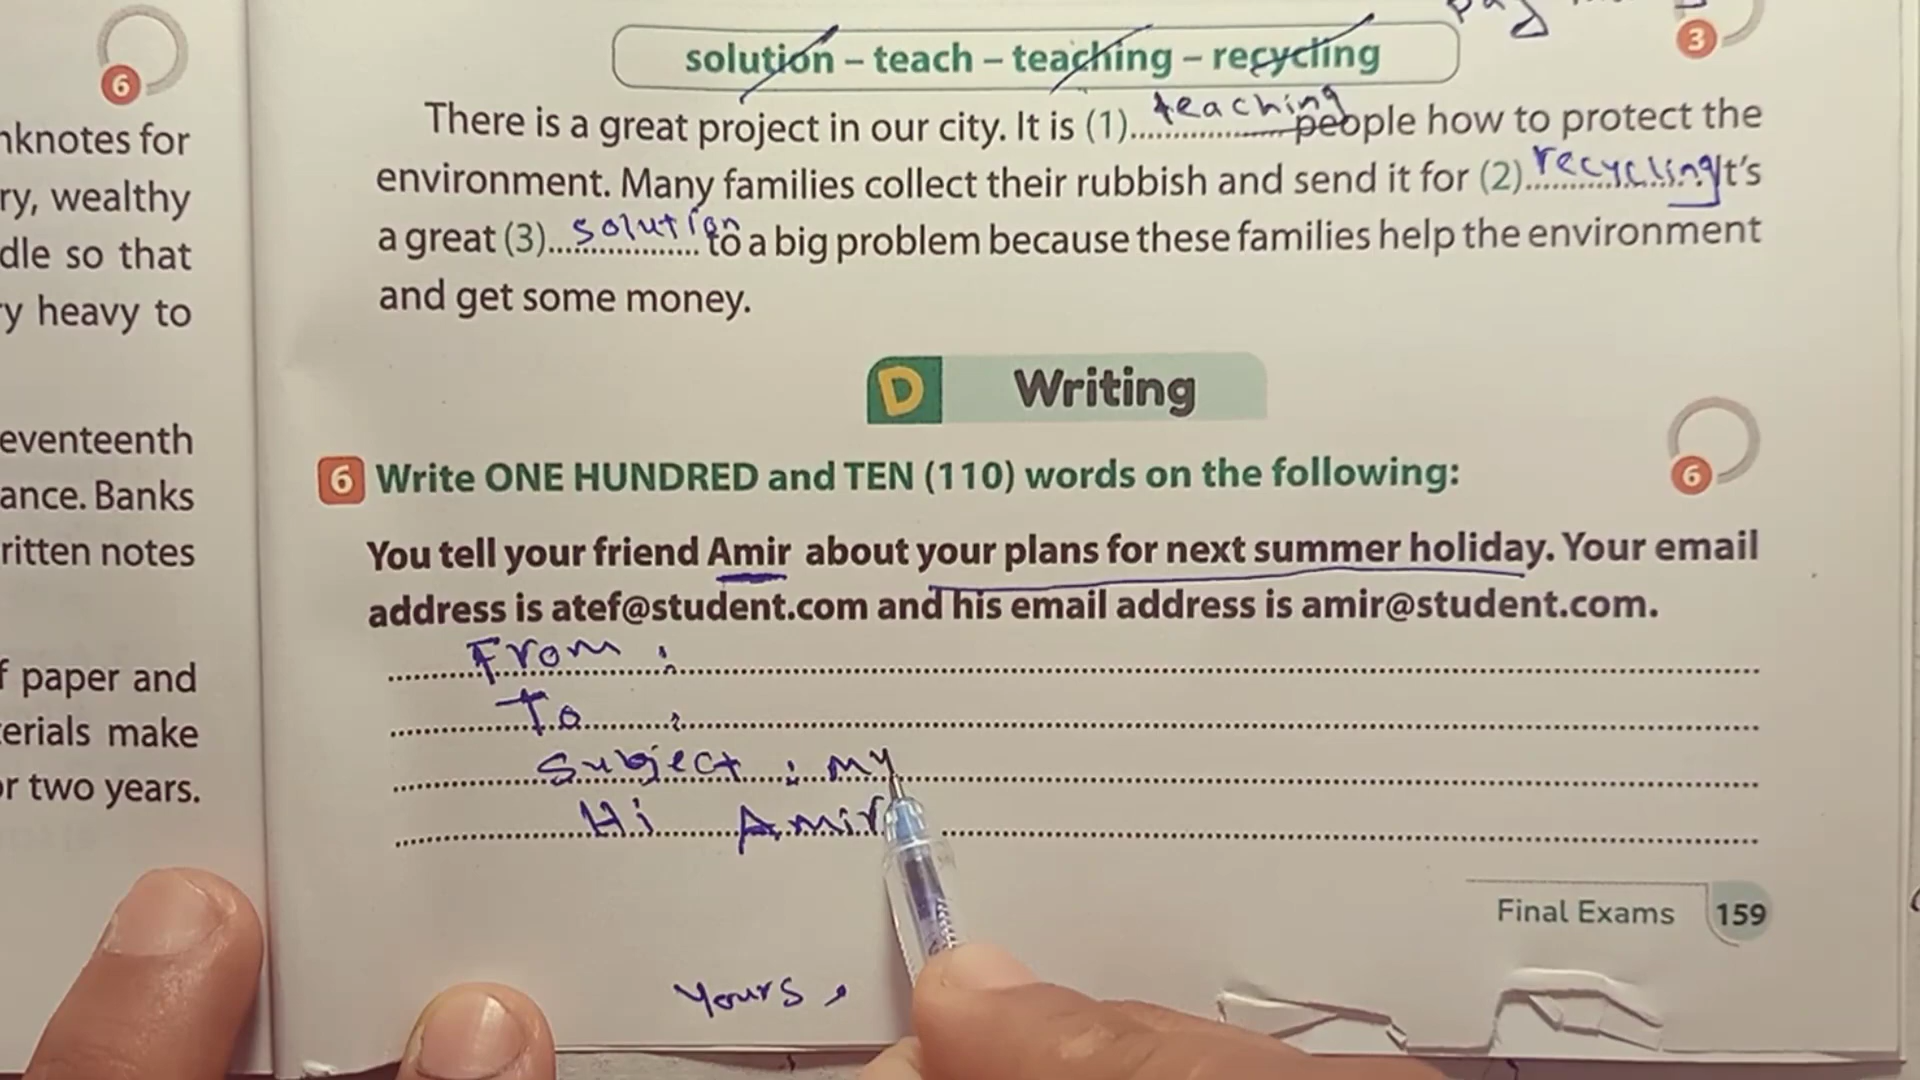 6
3
solution – teach – teaching – recycling
There is a great project in our city. It is (1).... teaching people how to protect the
environment. Many families collect their rubbish and send it for (2).... recycling It's
a great (3).... solution to a big problem because these families help the environment
and get some money.
nknotes for
ry, wealthy
dle so that
y heavy to
eventeenth
ance. Banks
ritten notes
f paper and
erials make
or two years.
D Writing
6 Write ONE HUNDRED and TEN (110) words on the following:
6
You tell your friend Amir about your plans for next summer holiday. Your email
address is atef@student.com and his email address is amir@student.com.
From :
To :
Subject : my
Hi Amir
Yours ,
Final Exams 159